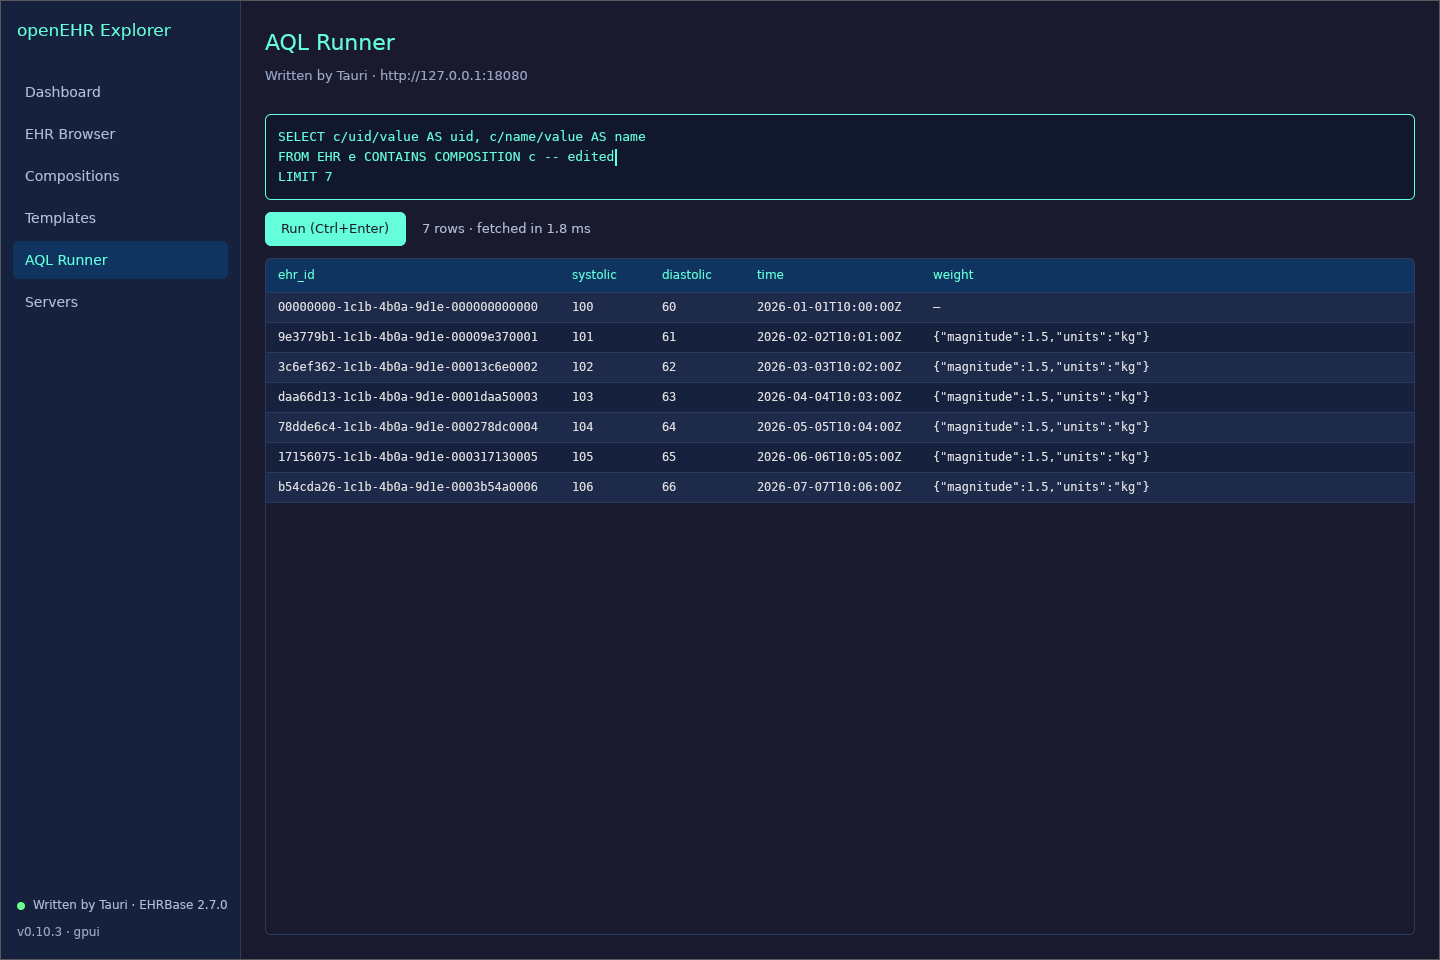 openEHR Explorer
Dashboard
EHR Browser
Compositions
Templates
AQL Runner
Servers
Written by Tauri · EHRBase 2.7.0
v0.10.3 · gpui
AQL Runner
Written by Tauri · http://127.0.0.1:18080
SELECT c/uid/value AS uid, c/name/value AS name
FROM EHR e CONTAINS COMPOSITION c -- edited
LIMIT 7
Run (Ctrl+Enter) 7 rows · fetched in 1.8 ms
ehr_id systolic diastolic time weight
00000000-1c1b-4b0a-9d1e-000000000000 100 60 2026-01-01T10:00:00Z —
9e3779b1-1c1b-4b0a-9d1e-00009e370001 101 61 2026-02-02T10:01:00Z {"magnitude":1.5,"units":"kg"}
3c6ef362-1c1b-4b0a-9d1e-00013c6e0002 102 62 2026-03-03T10:02:00Z {"magnitude":1.5,"units":"kg"}
daa66d13-1c1b-4b0a-9d1e-0001daa50003 103 63 2026-04-04T10:03:00Z {"magnitude":1.5,"units":"kg"}
78dde6c4-1c1b-4b0a-9d1e-000278dc0004 104 64 2026-05-05T10:04:00Z {"magnitude":1.5,"units":"kg"}
17156075-1c1b-4b0a-9d1e-000317130005 105 65 2026-06-06T10:05:00Z {"magnitude":1.5,"units":"kg"}
b54cda26-1c1b-4b0a-9d1e-0003b54a0006 106 66 2026-07-07T10:06:00Z {"magnitude":1.5,"units":"kg"}